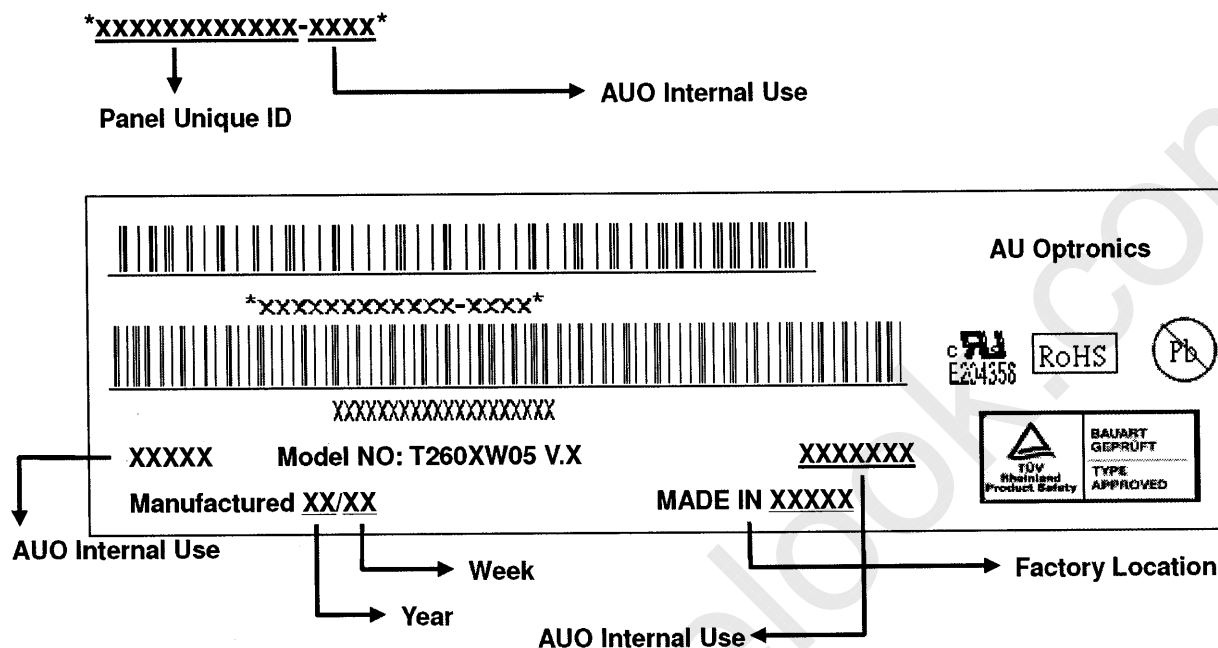 *XXXXXXXXXXXX-XXXX*
AUO Internal Use
Panel Unique ID
AU Optronics
*XXXXXXXXXXXX-XXXX*
c US
E204356
RoHS
Pb
XXXXXXXXXXXXXXXXXXXX
XXXXX Model NO: T260XW05 V.X XXXXXXX
TÜV
Rheinland
Product Safety
BAUART
GEPRÜFT
TYPE
APPROVED
Manufactured XX/XX MADE IN XXXXX
AUO Internal Use
Week
Factory Location
Year
AUO Internal Use